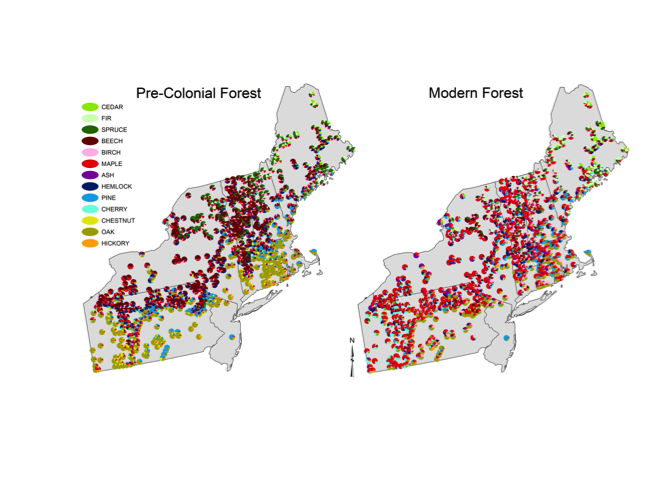 Pre-Colonial Forest
Modern Forest
CEDAR
FIR
SPRUCE
BEECH
BIRCH
MAPLE
ASH
HEMLOCK
PINE
CHERRY
CHESTNUT
OAK
HICKORY
N